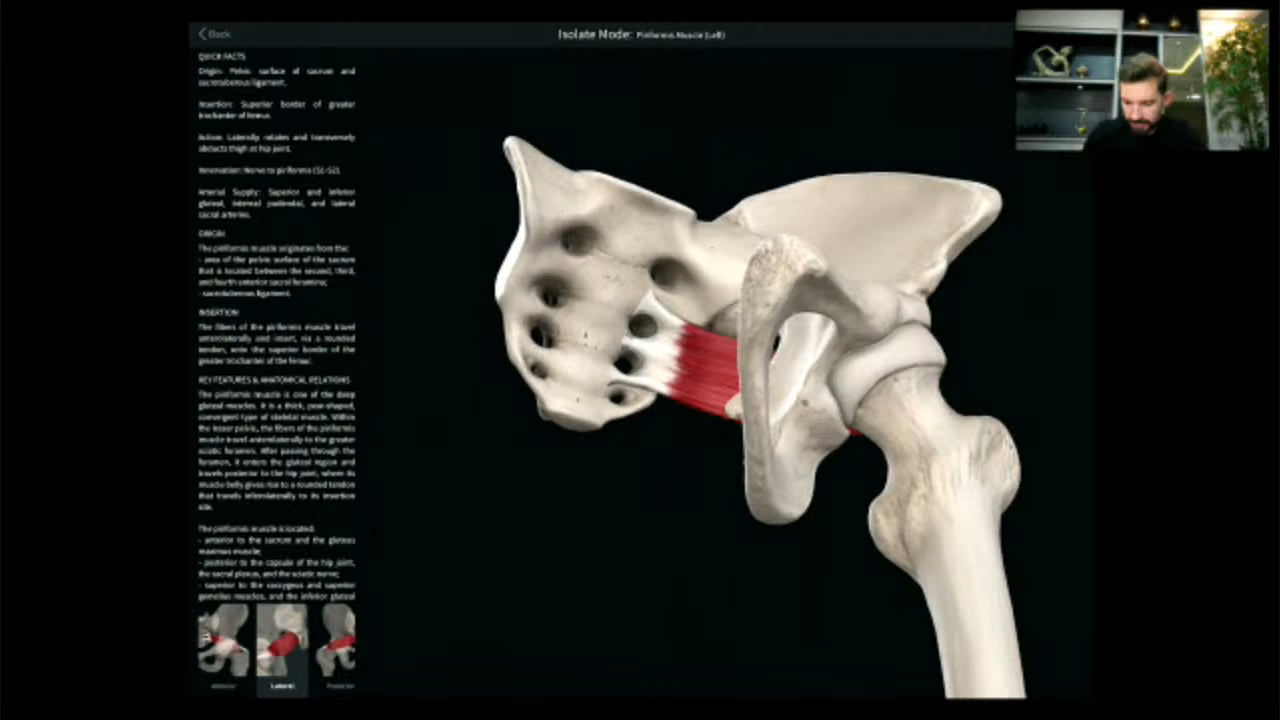 Back
Isolate Mode: Piriformis Muscle (Left)
QUICK FACTS
Origin: Pelvic surface of sacrum and
sacrotuberous ligament.
Insertion: Superior border of greater
trochanter of femur.
Action: Laterally rotates and transversely
abducts thigh at hip joint.
Innervation: Nerve to piriformis (S1-S2).
Arterial Supply: Superior and inferior
gluteal, internal pudendal, and lateral
sacral arteries.
ORIGIN
The piriformis muscle originates from the:
- area of the pelvic surface of the sacrum
that is located between the second, third,
and fourth anterior sacral foramina;
- sacrotuberous ligament.
INSERTION
The fibers of the piriformis muscle travel
anterolaterally and insert, via a rounded
tendon, onto the superior border of the
greater trochanter of the femur.
KEY FEATURES & ANATOMICAL RELATIONS
The piriformis muscle is one of the deep
gluteal muscles. It is a thick, pear-shaped,
convergent type of skeletal muscle. Within
the lesser pelvis, the fibers of the piriformis
muscle travel anterolaterally to the greater
sciatic foramen. After passing through the
foramen, it enters the gluteal region and
travels posterior to the hip joint, where its
muscle belly gives rise to a rounded tendon
that travels inferolaterally to its insertion
site.
The piriformis muscle is located:
- anterior to the sacrum and the gluteus
maximus muscle;
- posterior to the capsule of the hip joint,
the sacral plexus, and the sciatic nerve;
- superior to the coccygeus and superior
gemellus muscles, and the inferior gluteal
Anterior
Lateral
Posterior